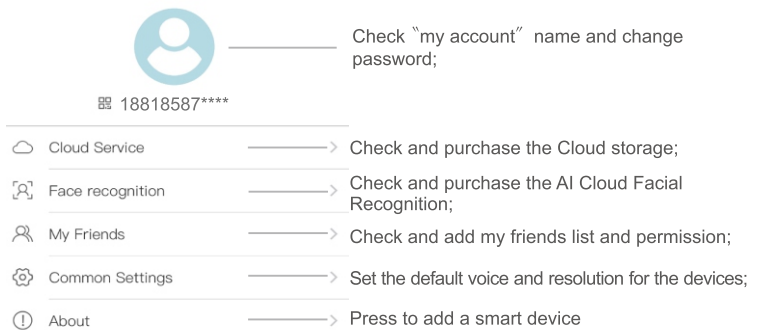 Check 〝my account〞 name and change
password;
18818587****
Cloud Service
Check and purchase the Cloud storage;
Face recognition
Check and purchase the AI Cloud Facial
Recognition;
My Friends
Check and add my friends list and permission;
Common Settings
Set the default voice and resolution for the devices;
About
Press to add a smart device